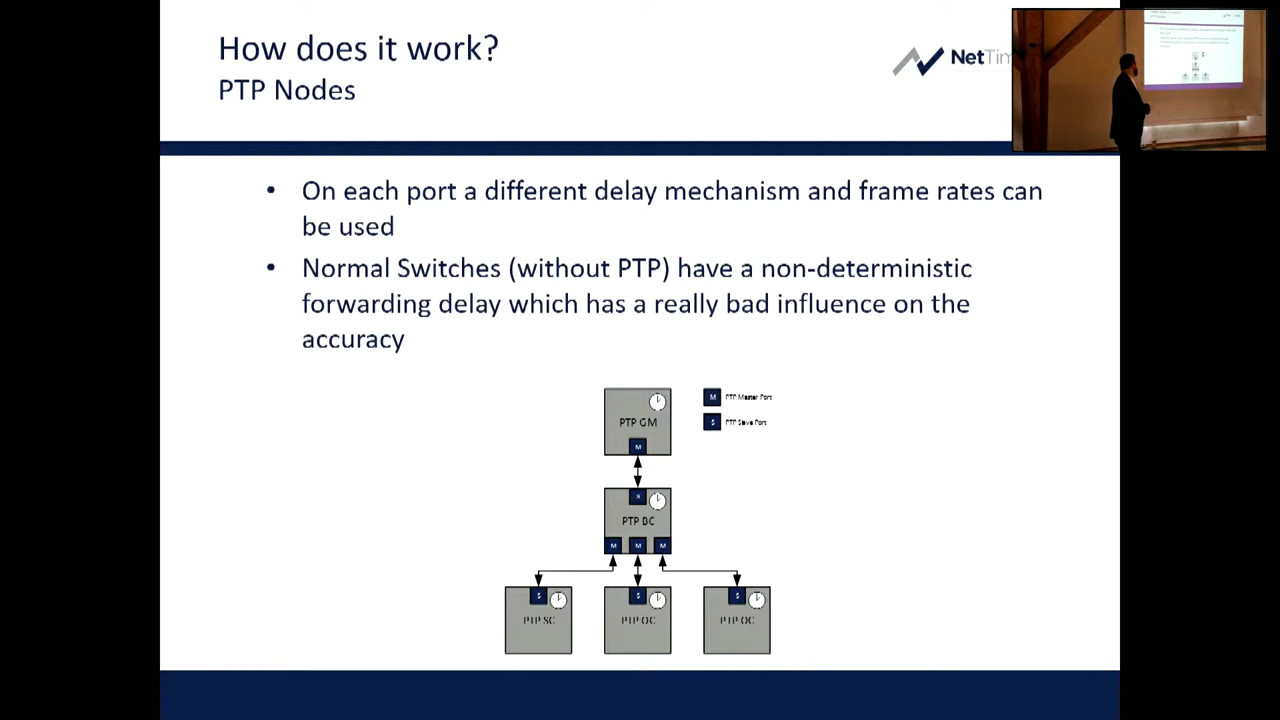 How does it work?
PTP Nodes
NetTim
• On each port a different delay mechanism and frame rates can
be used
• Normal Switches (without PTP) have a non-deterministic
forwarding delay which has a really bad influence on the
accuracy
PTP GM
M
M PTP Master Port
S PTP Slave Port
S
PTP BC
M M M
S S S
PTP SC PTP OC PTP OC